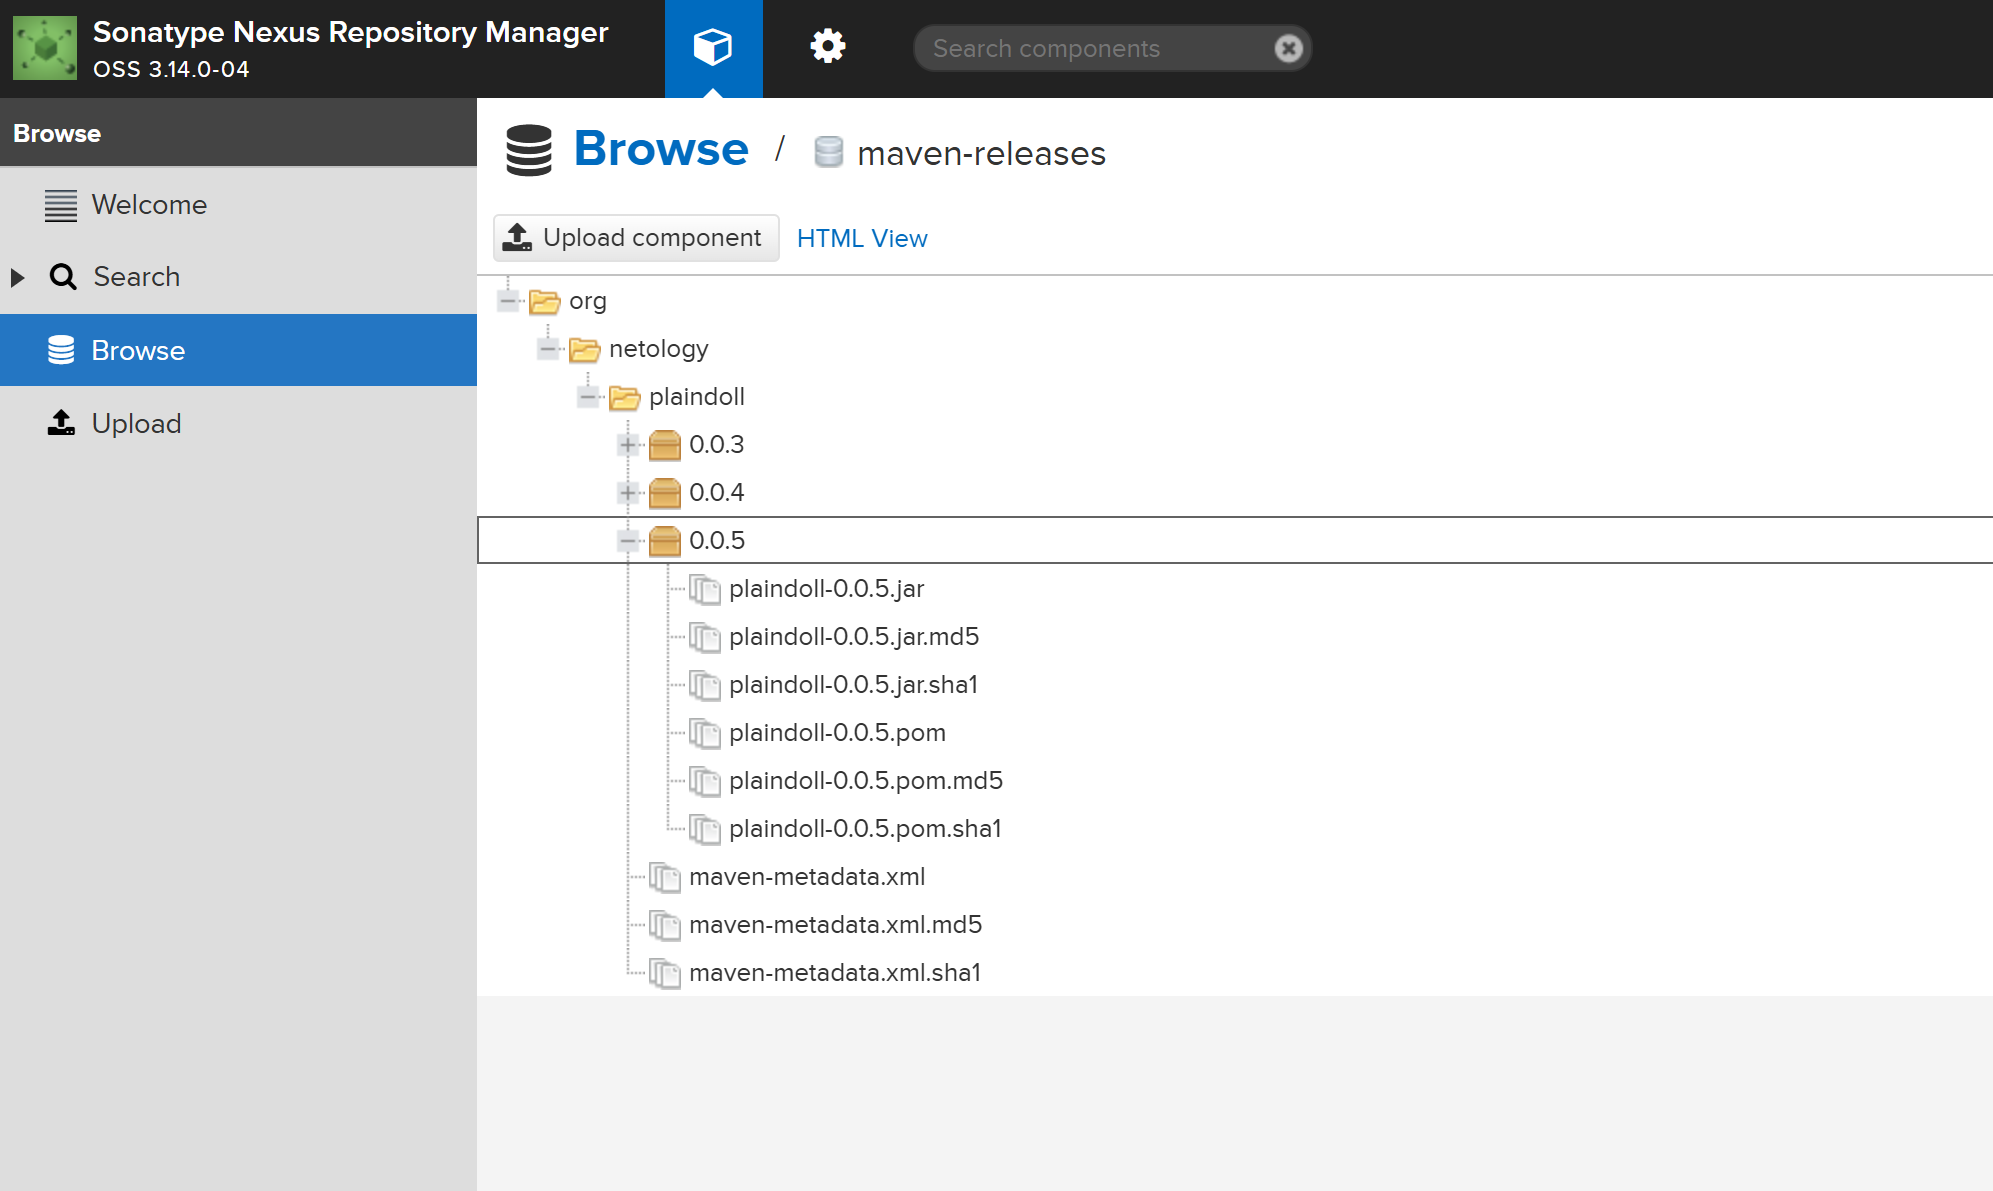 Sonatype Nexus Repository Manager
OSS 3.14.0-04
Search components
Browse
Welcome
Search
Browse
Upload
Browse / maven-releases
Upload component HTML View
org
netology
plaindoll
0.0.3
0.0.4
0.0.5
plaindoll-0.0.5.jar
plaindoll-0.0.5.jar.md5
plaindoll-0.0.5.jar.sha1
plaindoll-0.0.5.pom
plaindoll-0.0.5.pom.md5
plaindoll-0.0.5.pom.sha1
maven-metadata.xml
maven-metadata.xml.md5
maven-metadata.xml.sha1